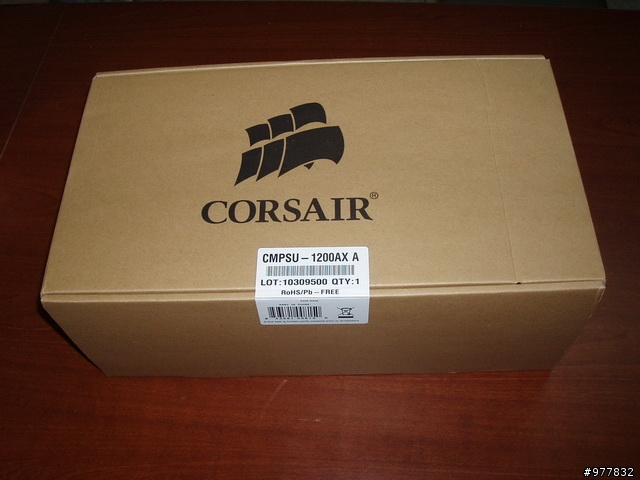 CORSAIR®
CMPSU-1200AX A
LOT:10309500 QTY:1
RoHS/Pb-FREE
#977832